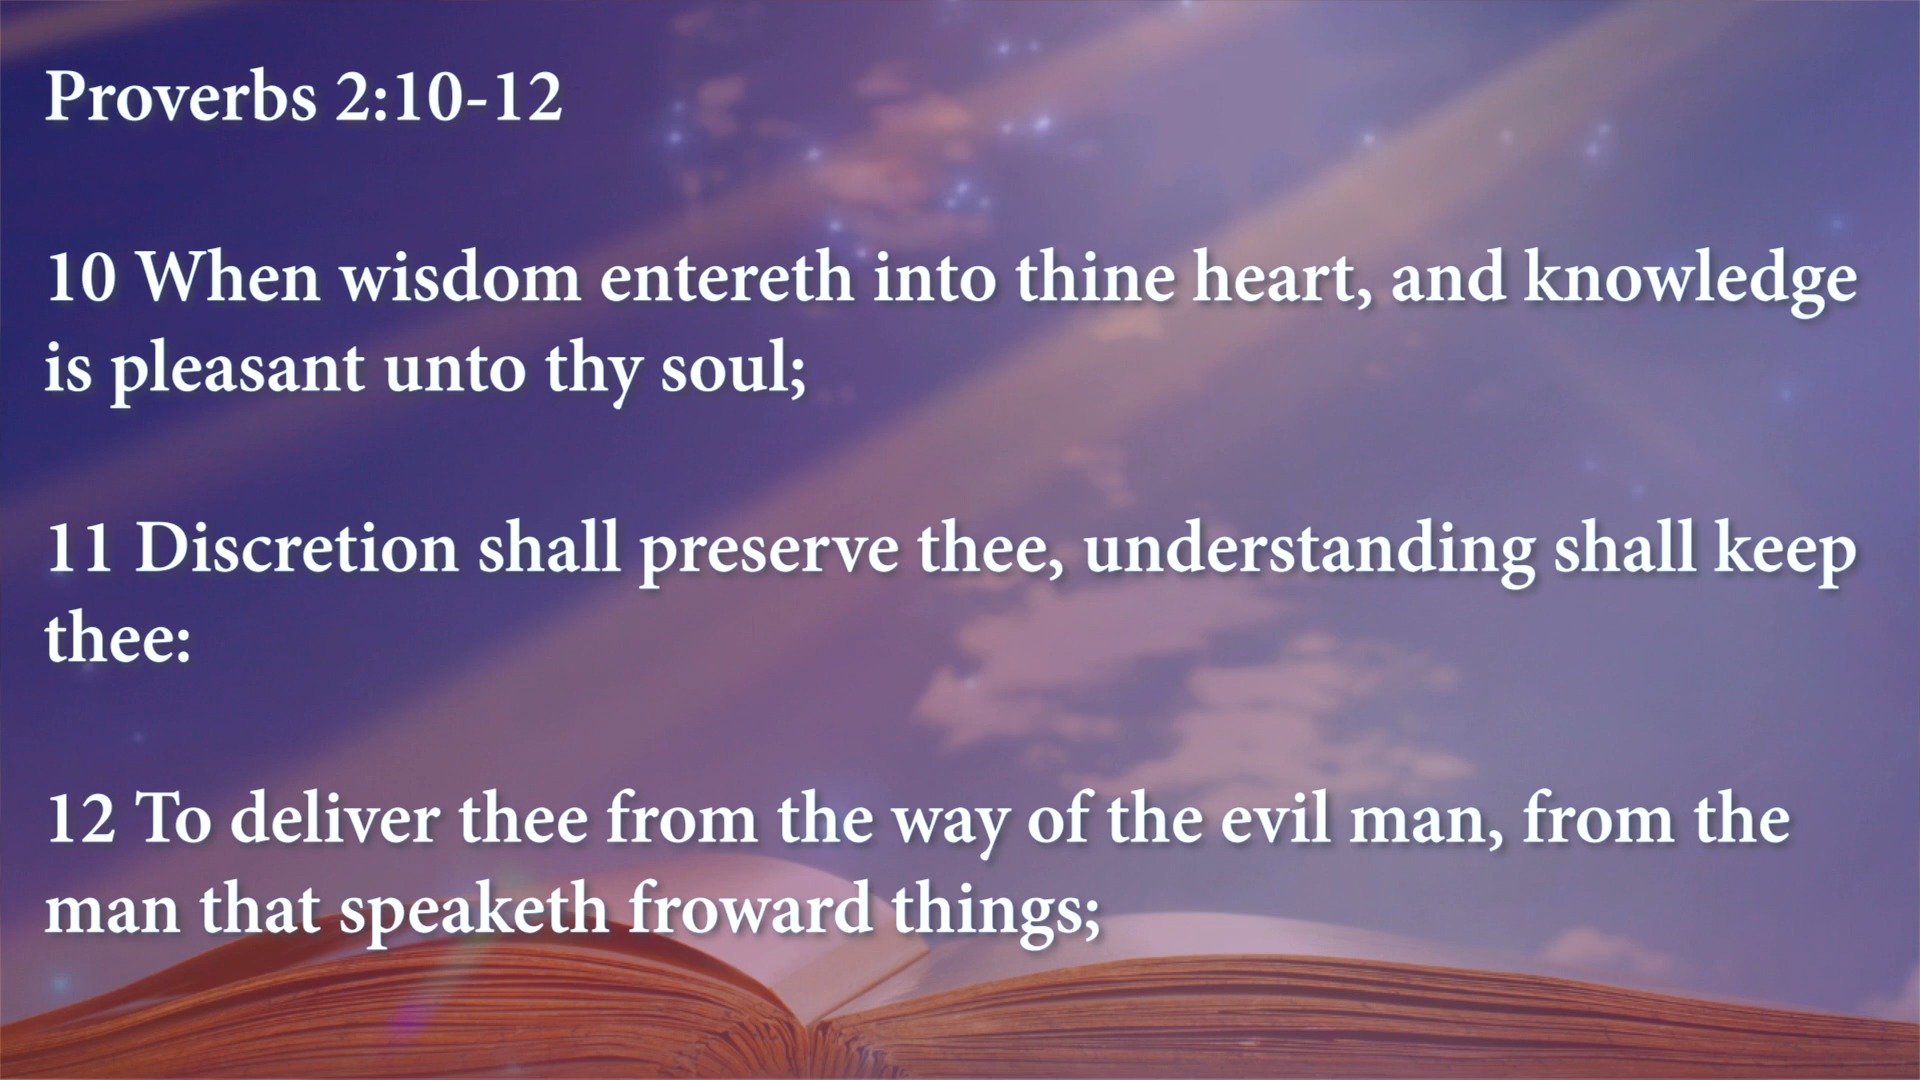 Proverbs 2:10-12
10 When wisdom entereth into thine heart, and knowledge
is pleasant unto thy soul;
11 Discretion shall preserve thee, understanding shall keep
thee:
12 To deliver thee from the way of the evil man, from the
man that speaketh froward things;